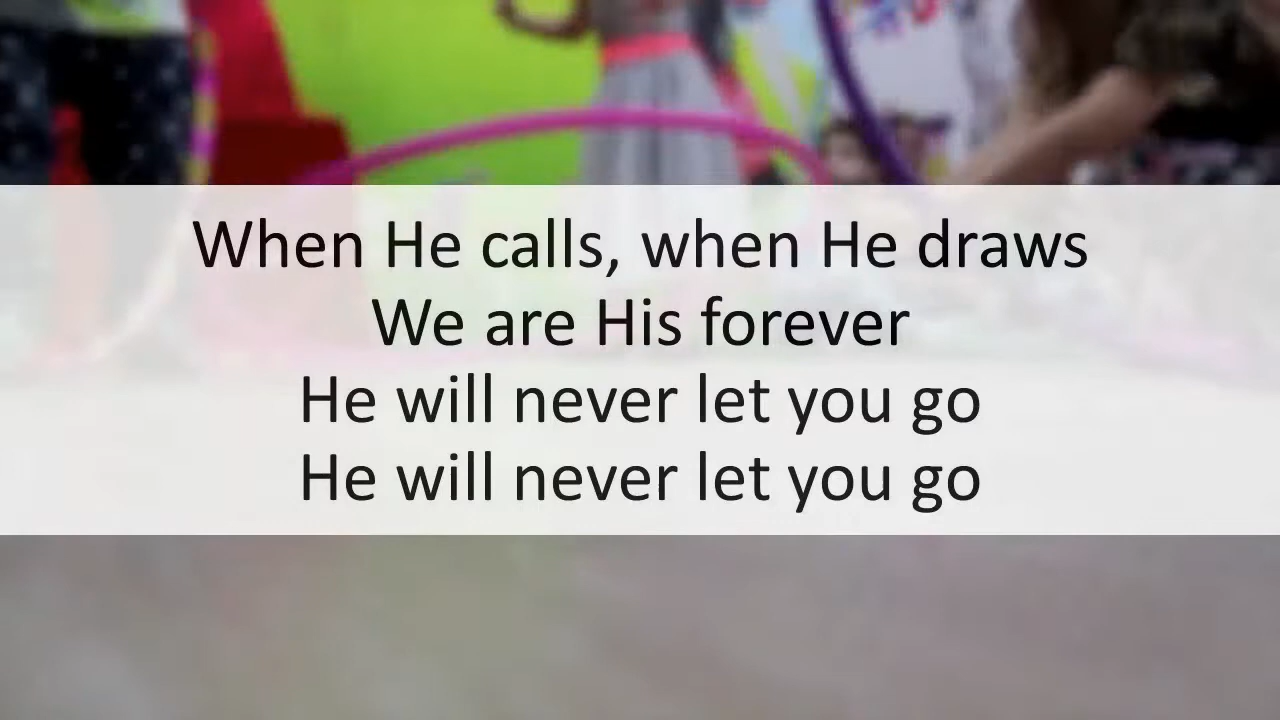 When He calls, when He draws
We are His forever
He will never let you go
He will never let you go